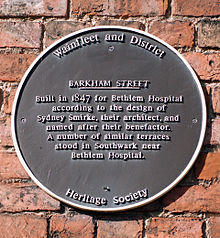 Wainfleet and District
BARKHAM STREET
Built in 1847 for Bethlem Hospital
according to the design of
Sydney Smirke, their architect, and
named after their benefactor.
A number of similar terraces
stood in Southwark near
Bethlem Hospital.
Heritage Society